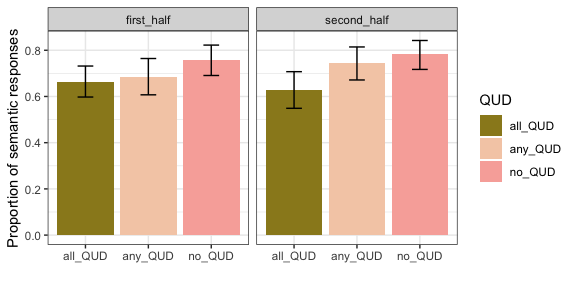 first_half second_half
Proportion of semantic responses
0.8
0.6
0.4
0.2
0.0
all_QUD any_QUD no_QUD all_QUD any_QUD no_QUD
QUD
all_QUD
any_QUD
no_QUD